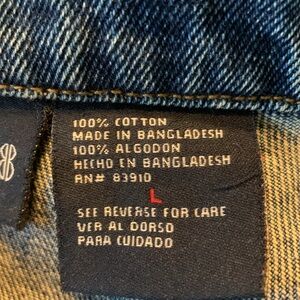 100% COTTON
MADE IN BANGLADESH
100% ALGODON
HECHO EN BANGLADESH
RN# 83910
L
SEE REVERSE FOR CARE
VER AL DORSO
PARA CUIDADO